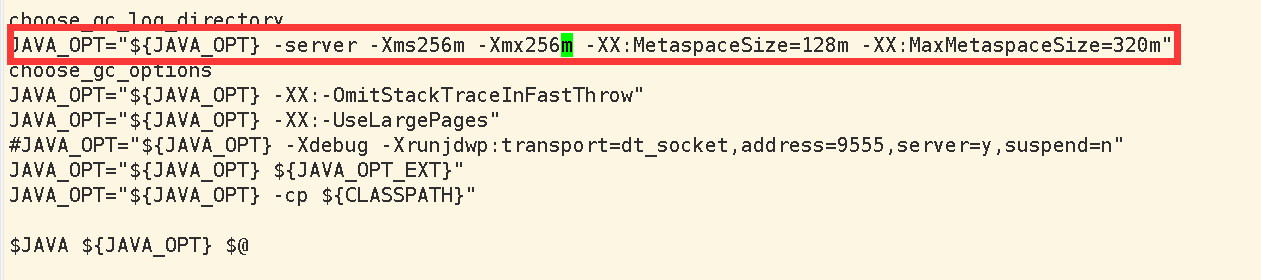 choose_gc_log_directory
JAVA_OPT="${JAVA_OPT} -server -Xms256m -Xmx256m -XX:MetaspaceSize=128m -XX:MaxMetaspaceSize=320m"
choose_gc_options
JAVA_OPT="${JAVA_OPT} -XX:-OmitStackTraceInFastThrow"
JAVA_OPT="${JAVA_OPT} -XX:-UseLargePages"
#JAVA_OPT="${JAVA_OPT} -Xdebug -Xrunjdwp:transport=dt_socket,address=9555,server=y,suspend=n"
JAVA_OPT="${JAVA_OPT} ${JAVA_OPT_EXT}"
JAVA_OPT="${JAVA_OPT} -cp ${CLASSPATH}"
$JAVA ${JAVA_OPT} $@